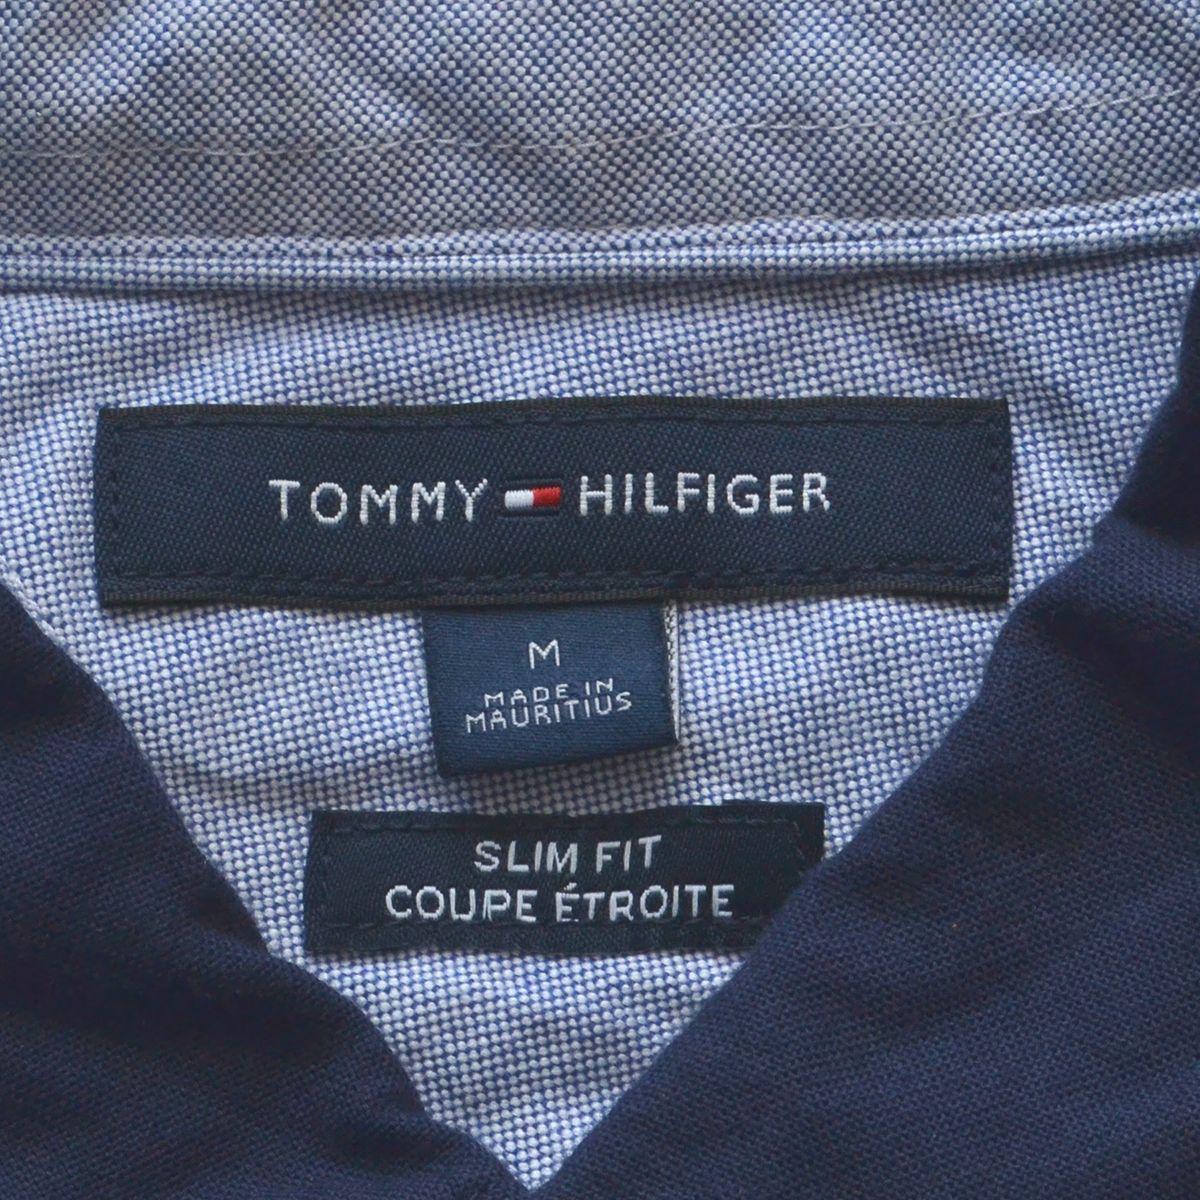 TOMMY HILFIGER
M
MADE IN
MAURITIUS
SLIM FIT
COUPE ÉTROITE